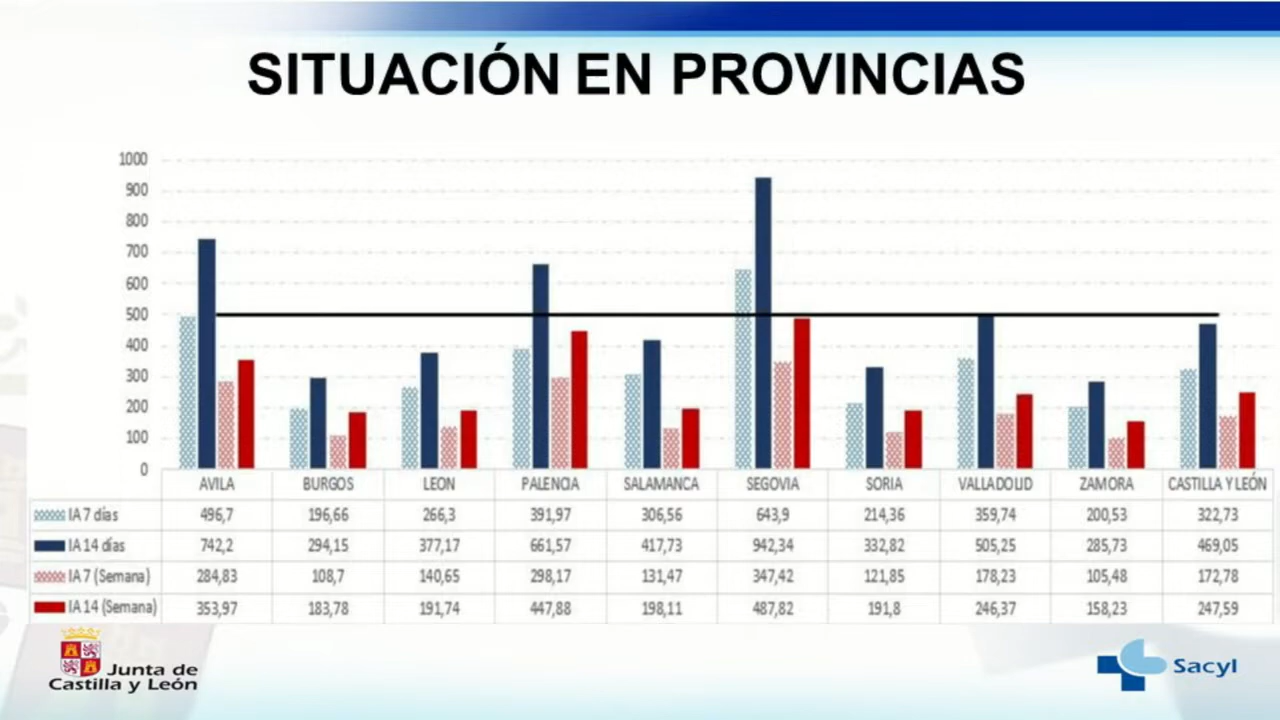 SITUACIÓN EN PROVINCIAS
1000
900
800
700
600
500
400
300
200
100
0
AVILA BURGOS LEON PALENCIA SALAMANCA SEGOVIA SORIA VALLADOLID ZAMORA CASTILLA Y LEÓN
IA 7 días 496,7 196,66 266,3 391,97 306,56 643,9 214,36 359,74 200,53 322,73
IA 14 días 742,2 294,15 377,17 661,57 417,73 942,34 332,82 505,25 285,73 469,05
IA 7 (Semana) 284,83 108,7 140,65 298,17 131,47 347,42 121,85 178,23 105,48 172,78
IA 14 (Semana) 353,97 183,78 191,74 447,88 198,11 487,82 191,8 246,37 158,23 247,59
Junta de
Castilla y León
Sacyl